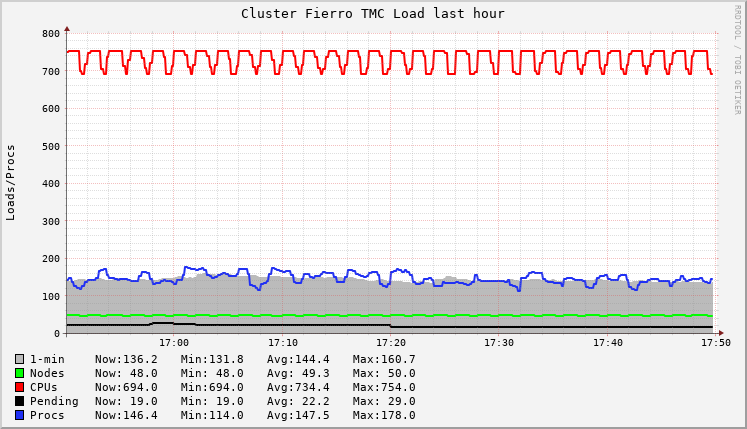 Cluster Fierro TMC Load last hour
RRDTOOL / TOBI OETIKER
Loads/Procs
800
700
600
500
400
300
200
100
0
17:00 17:10 17:20 17:30 17:40 17:50
1-min Now:136.2 Min:131.8 Avg:144.4 Max:160.7
Nodes Now: 48.0 Min: 48.0 Avg: 49.3 Max: 50.0
CPUs Now:694.0 Min:694.0 Avg:734.4 Max:754.0
Pending Now: 19.0 Min: 19.0 Avg: 22.2 Max: 29.0
Procs Now:146.4 Min:114.0 Avg:147.5 Max:178.0